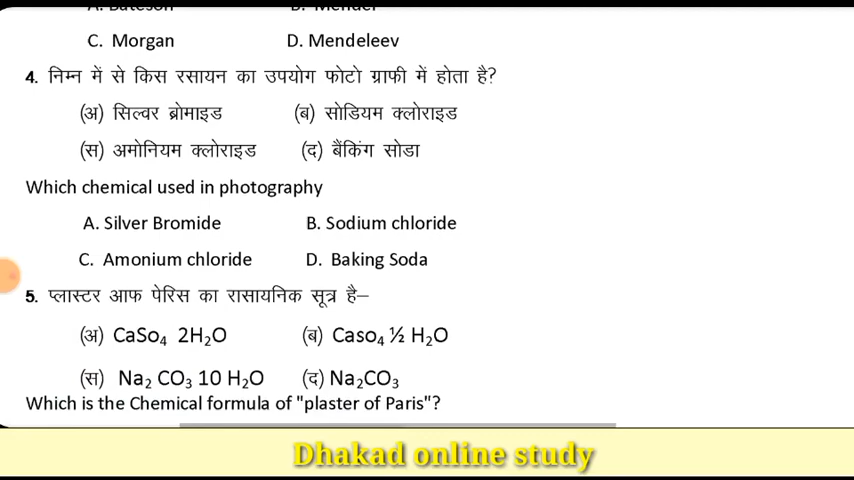 A. Bateson B. Mendel
C. Morgan D. Mendeleev
4. निम्न में से किस रसायन का उपयोग फोटो ग्राफी में होता है?
(अ) सिल्वर ब्रोमाइड (ब) सोडियम क्लोराइड
(स) अमोनियम क्लोराइड (द) बैंकिंग सोडा
Which chemical used in photography
A. Silver Bromide B. Sodium chloride
C. Amonium chloride D. Baking Soda
5. प्लास्टर आफ पेरिस का रासायनिक सूत्र है–
(अ) CaSo₄ 2H₂O (ब) Caso₄ ½ H₂O
(स) Na₂ CO₃ 10 H₂O (द) Na₂CO₃
Which is the Chemical formula of "plaster of Paris"?
Dhakad online study